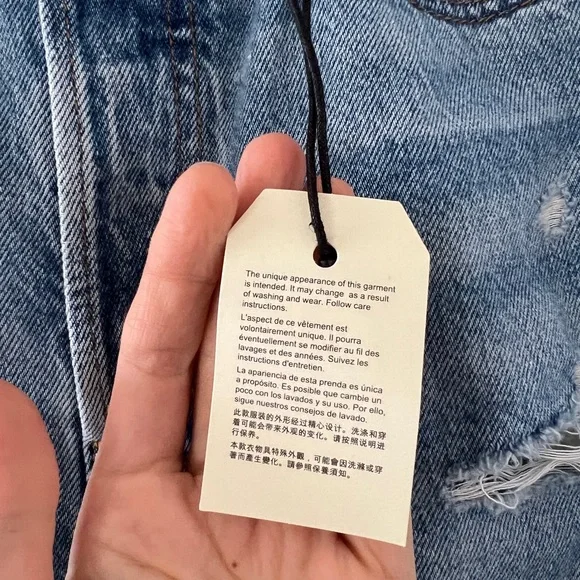 The unique appearance of this garment
is intended. It may change as a result
of washing and wear. Follow care
instructions.
L'aspect de ce vêtement est
volontairement unique. Il pourra
éventuellement se modifier au fil des
lavages et des années. Suivez les
instructions d'entretien.
La apariencia de esta prenda es única
a propósito. Es posible que cambie un
poco con los lavados y su uso. Por ello,
sigue nuestros consejos de lavado.
此款服装的外形经过精心设计。洗涤和穿
着可能会带来外观的变化。请按照说明进
行保养。
本款衣物具特殊外觀，可能會因洗滌或穿
著而產生變化。請參照保養須知。